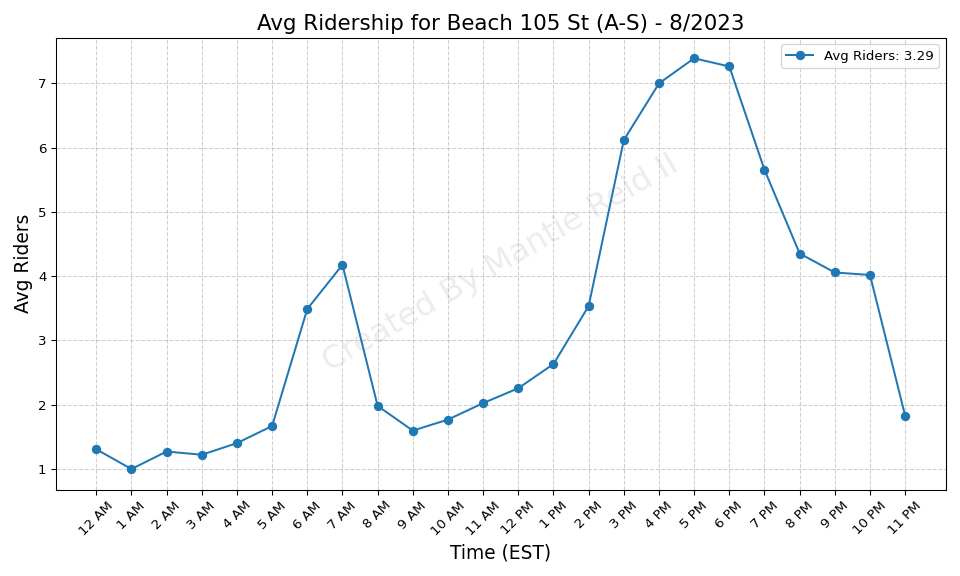 Avg Ridership for Beach 105 St (A-S) - 8/2023
Avg Riders: 3.29
7
6
5
4
3
2
1
Avg Riders
Created By Mantie Reid II
12 AM
1 AM
2 AM
3 AM
4 AM
5 AM
6 AM
7 AM
8 AM
9 AM
10 AM
11 AM
12 PM
1 PM
2 PM
3 PM
4 PM
5 PM
6 PM
7 PM
8 PM
9 PM
10 PM
11 PM
Time (EST)